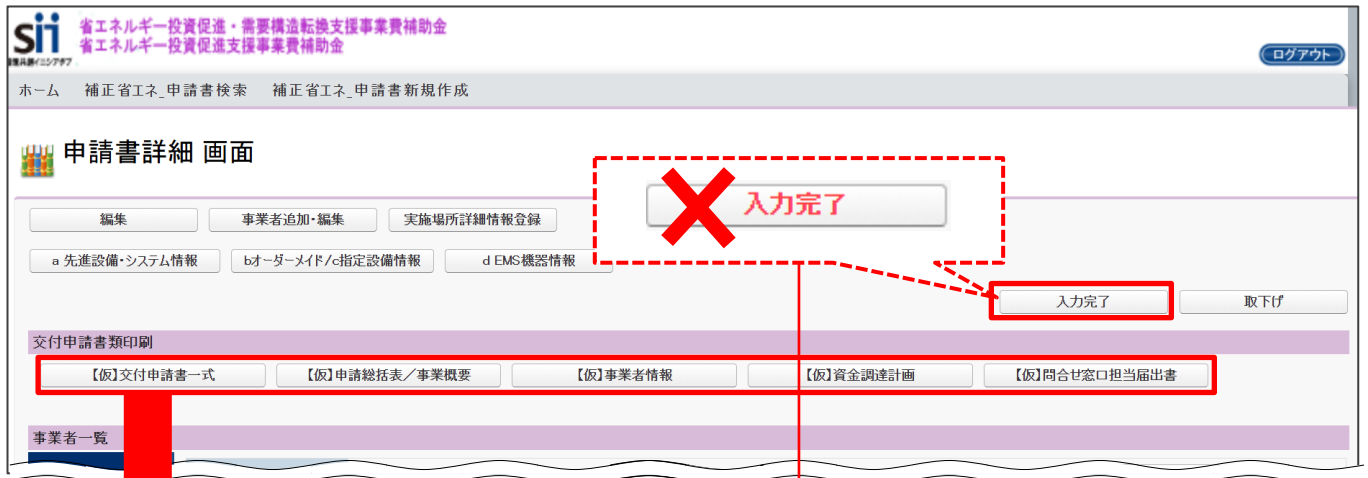 sii
省エネルギー投資促進・需要構造転換支援事業費補助金
省エネルギー投資促進支援事業費補助金
ログアウト
ホーム 補正省エネ_申請書検索 補正省エネ_申請書新規作成
申請書詳細 画面
入力完了
編集 事業者追加・編集 実施場所詳細情報登録
a 先進設備・システム情報 bオーダーメイド/c指定設備情報 d EMS機器情報
入力完了 取下げ
交付申請書類印刷
【仮】交付申請書一式 【仮】申請総括表／事業概要 【仮】事業者情報 【仮】資金調達計画 【仮】問合せ窓口担当届出書
事業者一覧